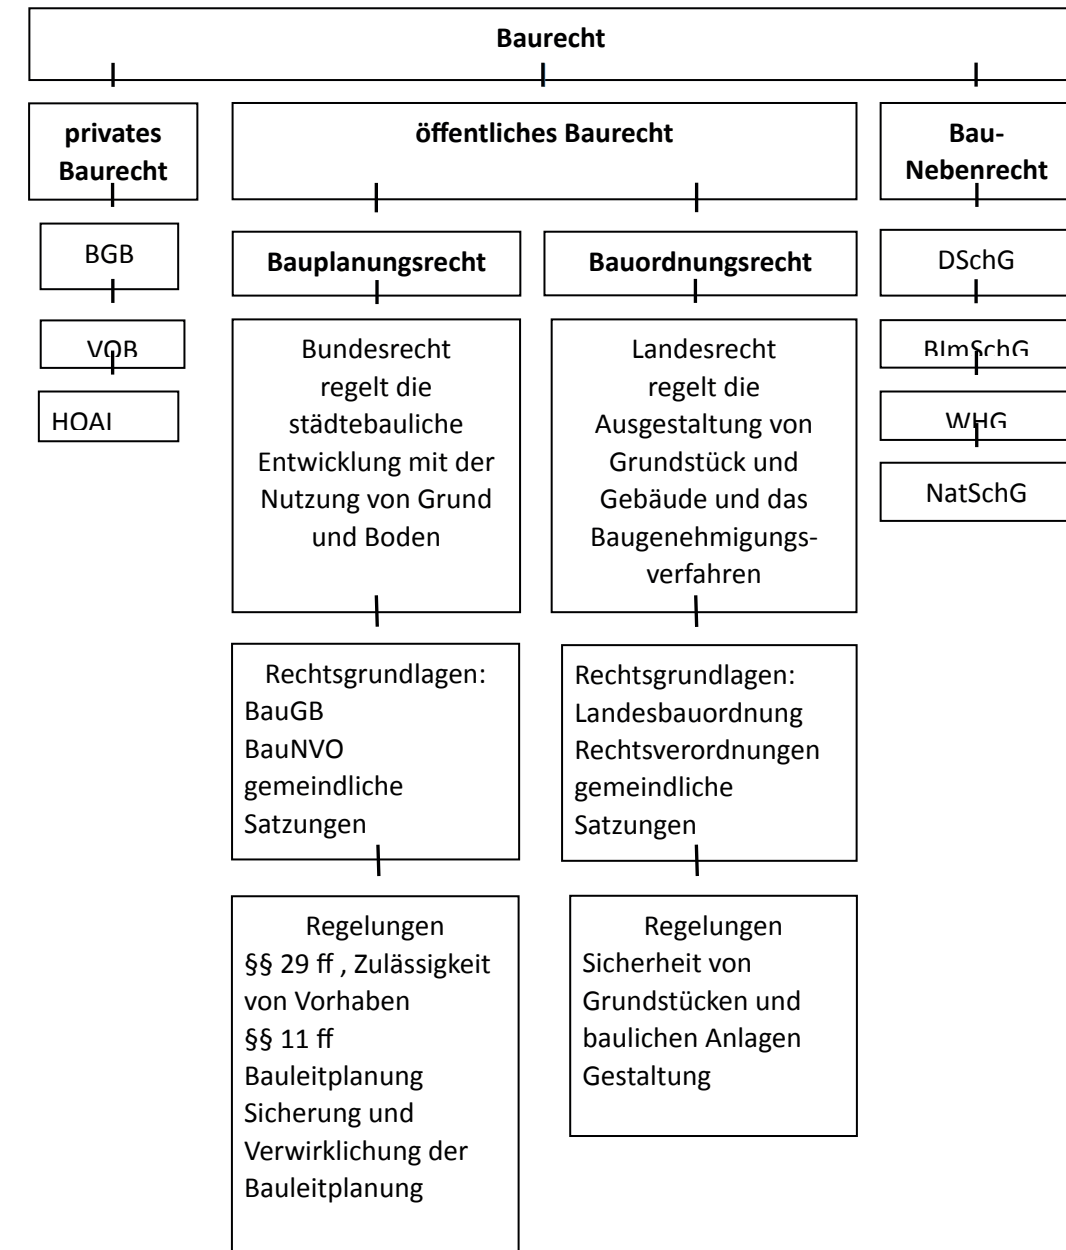 Baurecht
privates
Baurecht
BGB
VOB
HOAI
öffentliches Baurecht
Bauplanungsrecht
Bundesrecht
regelt die
städtebauliche
Entwicklung mit der
Nutzung von Grund
und Boden
Rechtsgrundlagen:
BauGB
BauNVO
gemeindliche
Satzungen
Regelungen
§§ 29 ff , Zulässigkeit
von Vorhaben
§§ 11 ff
Bauleitplanung
Sicherung und
Verwirklichung der
Bauleitplanung
Bauordnungsrecht
Landesrecht
regelt die
Ausgestaltung von
Grundstück und
Gebäude und das
Baugenehmigungs-
verfahren
Rechtsgrundlagen:
Landesbauordnung
Rechtsverordnungen
gemeindliche
Satzungen
Regelungen
Sicherheit von
Grundstücken und
baulichen Anlagen
Gestaltung
Bau-
Nebenrecht
DSchG
BImSchG
WHG
NatSchG